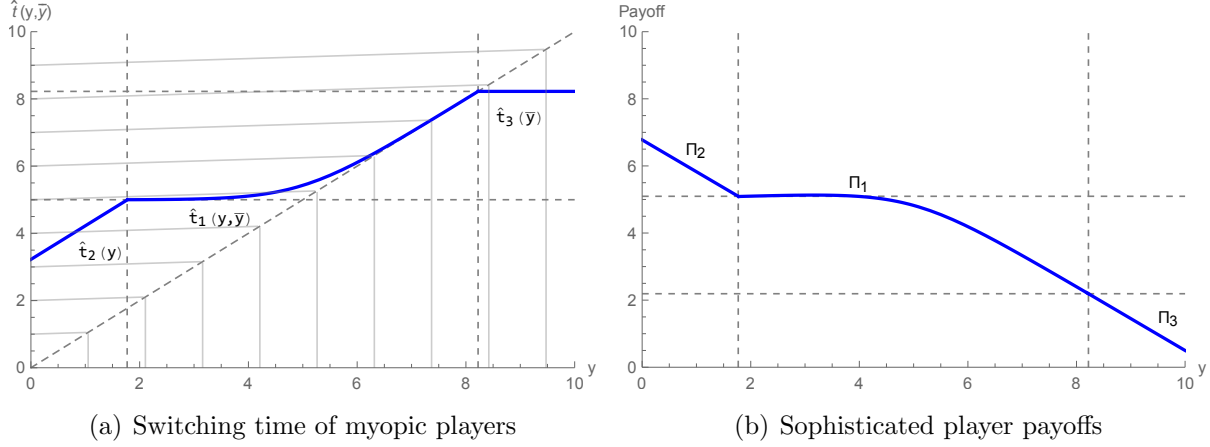 t̂(y,ȳ)
10
8
6
4
2
0
0 2 4 6 8 10
y
t̂₂(y)
t̂₁(y,ȳ)
t̂₃(ȳ)
(a) Switching time of myopic players
Payoff
10
8
6
4
2
0
0 2 4 6 8 10
y
Π₂
Π₁
Π₃
(b) Sophisticated player payoffs